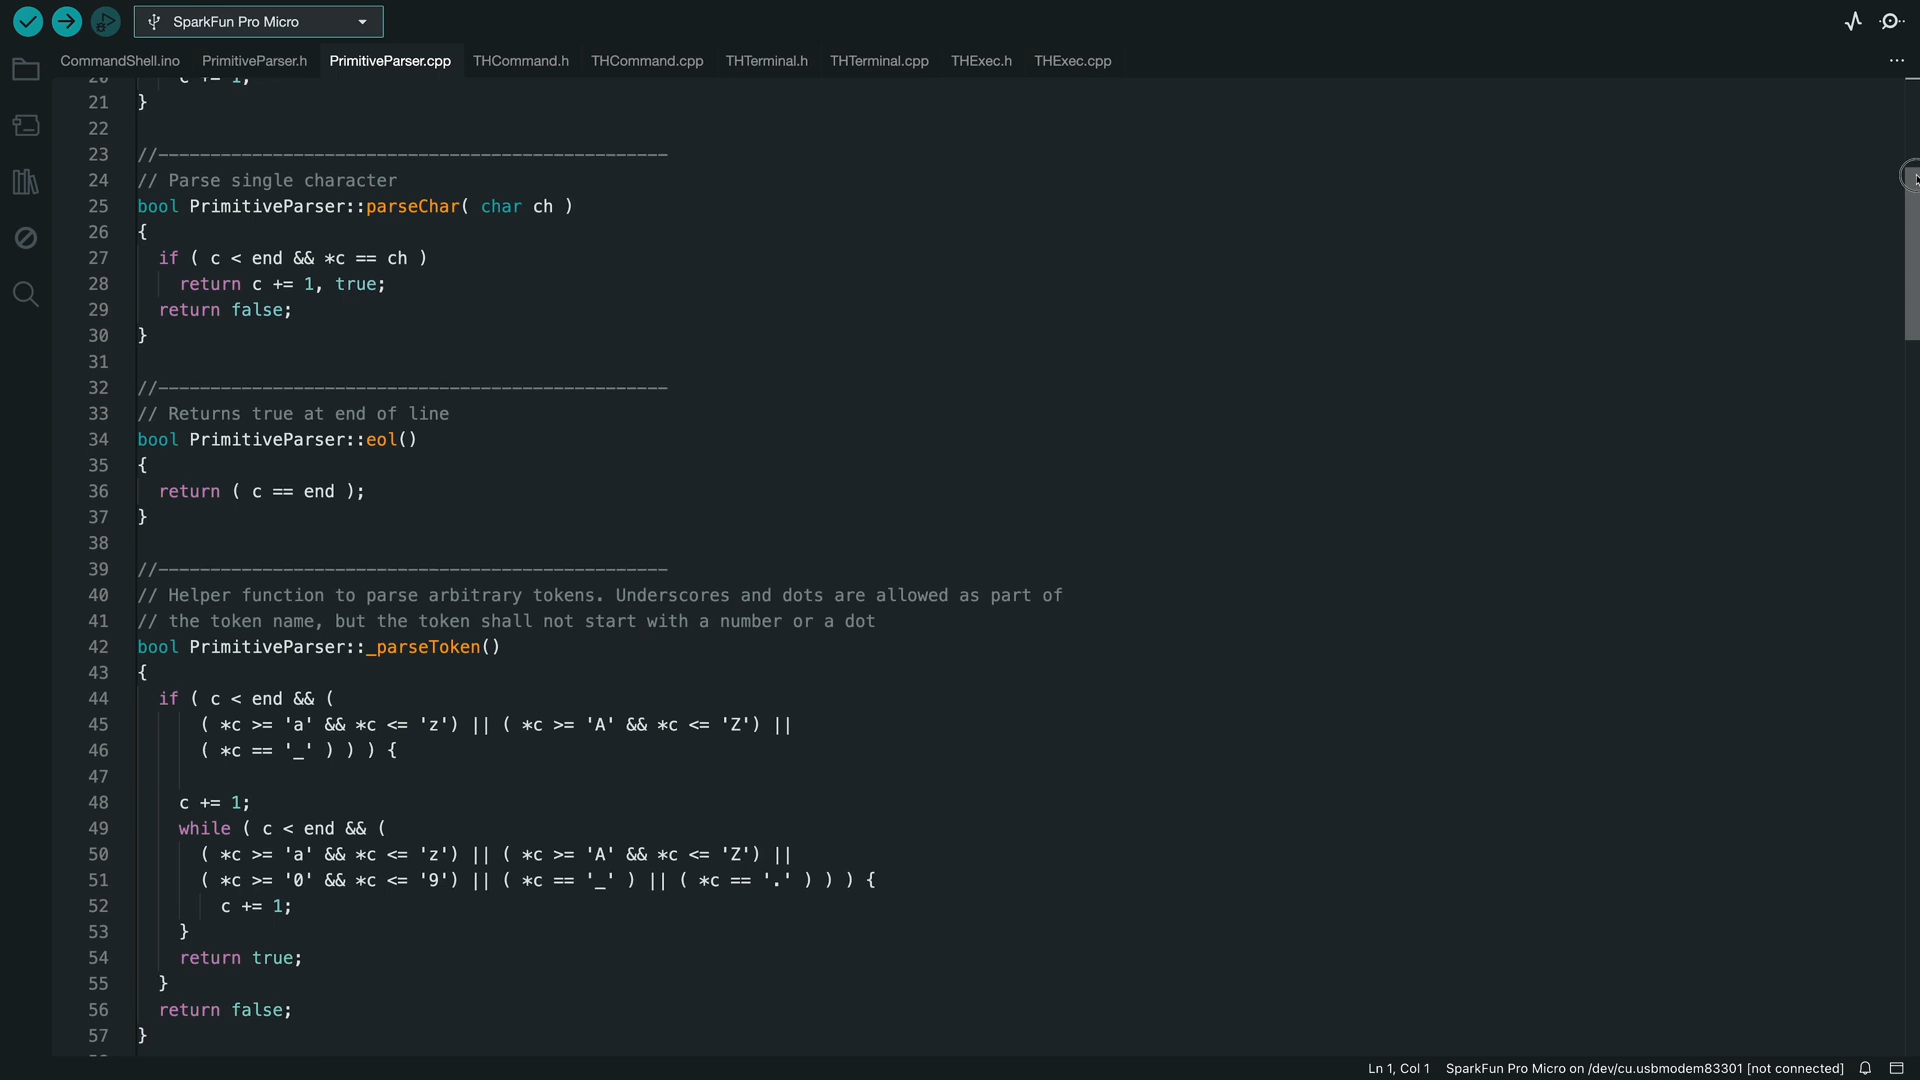 SparkFun Pro Micro
CommandShell.ino PrimitiveParser.h PrimitiveParser.cpp THCommand.h THCommand.cpp THTerminal.h THTerminal.cpp THExec.h THExec.cpp ...
20 c += 1;
21 }
22
23 //-------------------------------------------------
24 // Parse single character
25 bool PrimitiveParser::parseChar( char ch )
26 {
27 if ( c < end && *c == ch )
28 return c += 1, true;
29 return false;
30 }
31
32 //-------------------------------------------------
33 // Returns true at end of line
34 bool PrimitiveParser::eol()
35 {
36 return ( c == end );
37 }
38
39 //-------------------------------------------------
40 // Helper function to parse arbitrary tokens. Underscores and dots are allowed as part of
41 // the token name, but the token shall not start with a number or a dot
42 bool PrimitiveParser::_parseToken()
43 {
44 if ( c < end && (
45 ( *c >= 'a' && *c <= 'z') || ( *c >= 'A' && *c <= 'Z') ||
46 ( *c == '_' ) ) ) {
47
48 c += 1;
49 while ( c < end && (
50 ( *c >= 'a' && *c <= 'z') || ( *c >= 'A' && *c <= 'Z') ||
51 ( *c >= '0' && *c <= '9') || ( *c == '_' ) || ( *c == '.' ) ) ) {
52 c += 1;
53 }
54 return true;
55 }
56 return false;
57 }
Ln 1, Col 1 SparkFun Pro Micro on /dev/cu.usbmodem83301 [not connected]